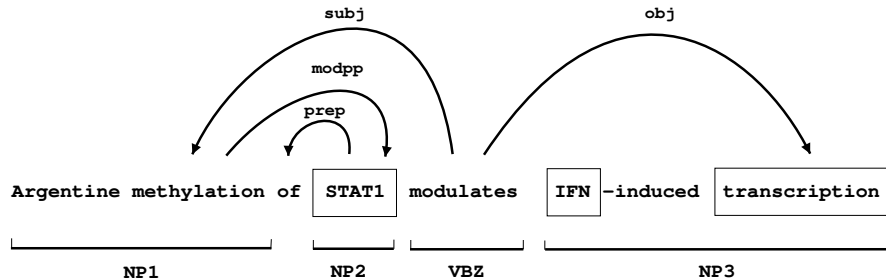 subj
obj
modpp
prep
Argentine methylation of STAT1 modulates IFN-induced transcription
NP1 NP2 VBZ NP3